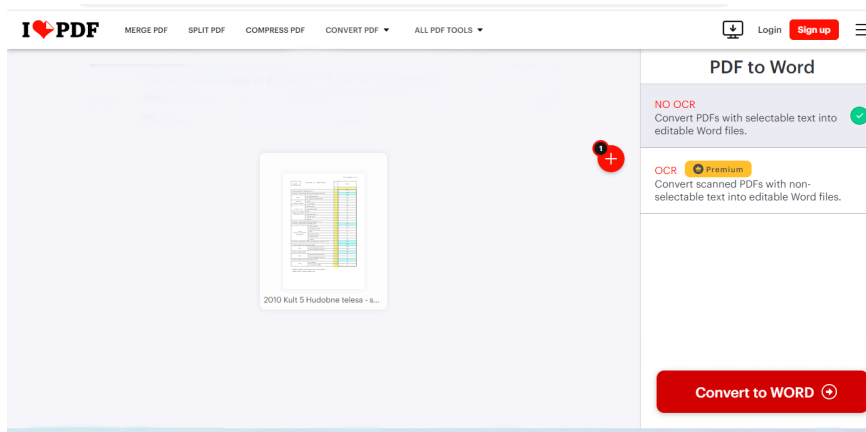 I PDF
MERGE PDF
SPLIT PDF
COMPRESS PDF
CONVERT PDF
ALL PDF TOOLS
Login
Sign up
PDF to Word
NO OCR
Convert PDFs with selectable text into
editable Word files.
1
OCR
Premium
Convert scanned PDFs with non-
selectable text into editable Word files.
2010 Kult 5 Hudobne telesa - s...
Convert to WORD